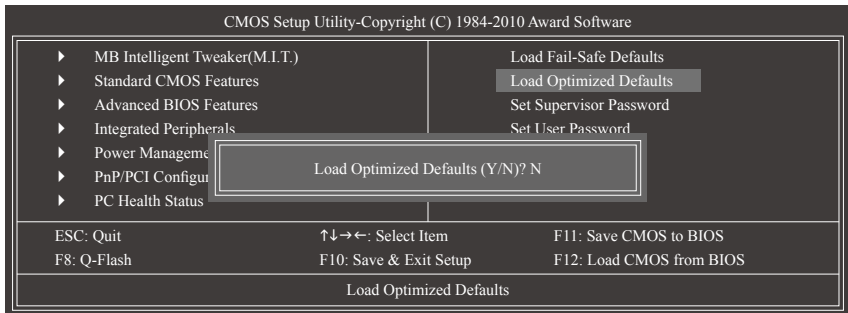 CMOS Setup Utility-Copyright (C) 1984-2010 Award Software
MB Intelligent Tweaker(M.I.T.)
Standard CMOS Features
Advanced BIOS Features
Integrated Peripherals
Power Manageme
PnP/PCI Configur
PC Health Status
Load Fail-Safe Defaults
Load Optimized Defaults
Set Supervisor Password
Set User Password
Load Optimized Defaults (Y/N)? N
ESC: Quit ↑↓→←: Select Item F11: Save CMOS to BIOS
F8: Q-Flash F10: Save & Exit Setup F12: Load CMOS from BIOS
Load Optimized Defaults